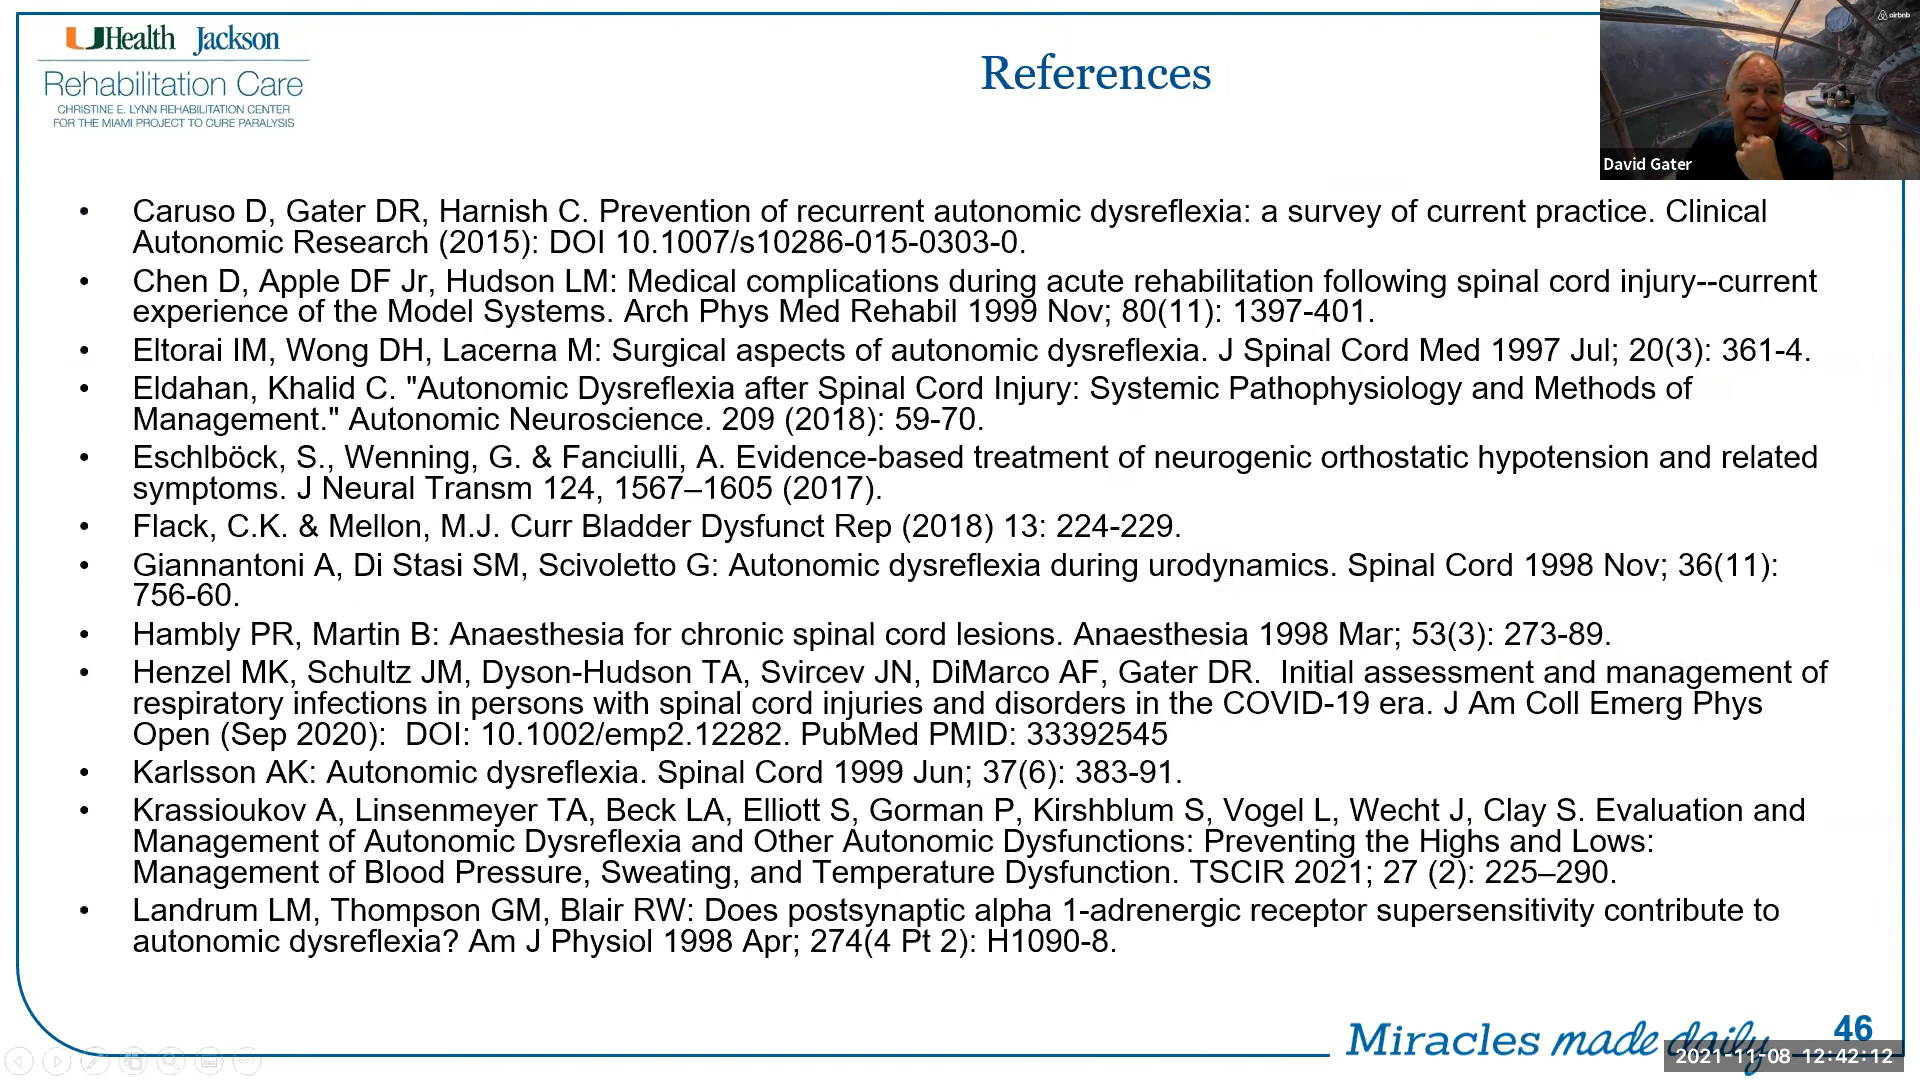 UHealth Jackson
Rehabilitation Care
CHRISTINE E. LYNN REHABILITATION CENTER
FOR THE MIAMI PROJECT TO CURE PARALYSIS
References
airbnb
David Gater
• Caruso D, Gater DR, Harnish C. Prevention of recurrent autonomic dysreflexia: a survey of current practice. Clinical
Autonomic Research (2015): DOI 10.1007/s10286-015-0303-0.
• Chen D, Apple DF Jr, Hudson LM: Medical complications during acute rehabilitation following spinal cord injury--current
experience of the Model Systems. Arch Phys Med Rehabil 1999 Nov; 80(11): 1397-401.
• Eltorai IM, Wong DH, Lacerna M: Surgical aspects of autonomic dysreflexia. J Spinal Cord Med 1997 Jul; 20(3): 361-4.
• Eldahan, Khalid C. "Autonomic Dysreflexia after Spinal Cord Injury: Systemic Pathophysiology and Methods of
Management." Autonomic Neuroscience. 209 (2018): 59-70.
• Eschlböck, S., Wenning, G. & Fanciulli, A. Evidence-based treatment of neurogenic orthostatic hypotension and related
symptoms. J Neural Transm 124, 1567–1605 (2017).
• Flack, C.K. & Mellon, M.J. Curr Bladder Dysfunct Rep (2018) 13: 224-229.
• Giannantoni A, Di Stasi SM, Scivoletto G: Autonomic dysreflexia during urodynamics. Spinal Cord 1998 Nov; 36(11):
756-60.
• Hambly PR, Martin B: Anaesthesia for chronic spinal cord lesions. Anaesthesia 1998 Mar; 53(3): 273-89.
• Henzel MK, Schultz JM, Dyson-Hudson TA, Svircev JN, DiMarco AF, Gater DR.  Initial assessment and management of
respiratory infections in persons with spinal cord injuries and disorders in the COVID-19 era. J Am Coll Emerg Phys
Open (Sep 2020):  DOI: 10.1002/emp2.12282. PubMed PMID: 33392545
• Karlsson AK: Autonomic dysreflexia. Spinal Cord 1999 Jun; 37(6): 383-91.
• Krassioukov A, Linsenmeyer TA, Beck LA, Elliott S, Gorman P, Kirshblum S, Vogel L, Wecht J, Clay S. Evaluation and
Management of Autonomic Dysreflexia and Other Autonomic Dysfunctions: Preventing the Highs and Lows:
Management of Blood Pressure, Sweating, and Temperature Dysfunction. TSCIR 2021; 27 (2): 225–290.
• Landrum LM, Thompson GM, Blair RW: Does postsynaptic alpha 1-adrenergic receptor supersensitivity contribute to
autonomic dysreflexia? Am J Physiol 1998 Apr; 274(4 Pt 2): H1090-8.
Miracles made daily
46
2021-11-08 12:42:12